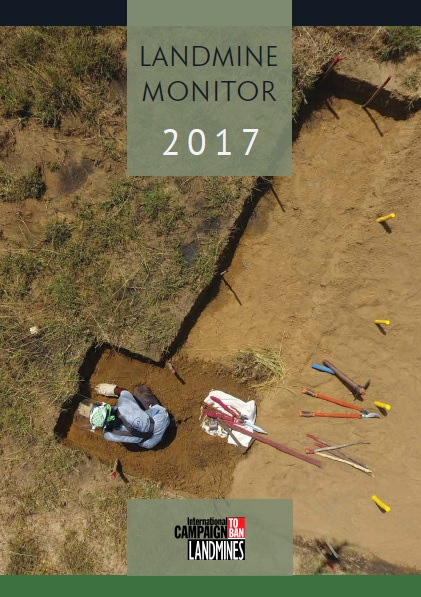 LANDMINE
MONITOR
2017
International
CAMPAIGN
TO
BAN
LANDMINES